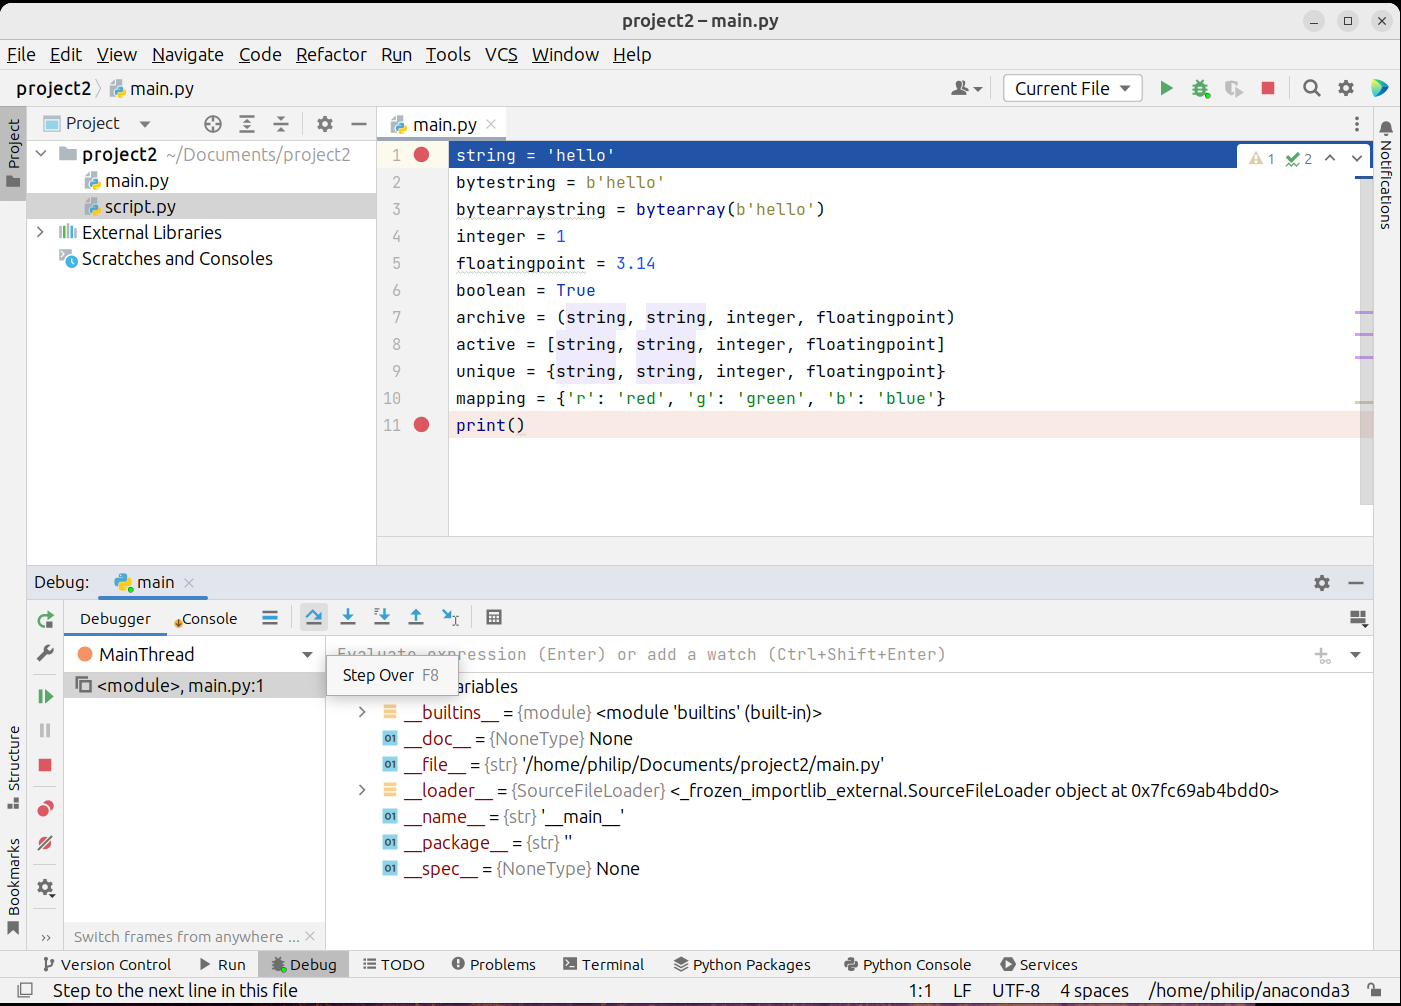 project2 – main.py
File Edit View Navigate Code Refactor Run Tools VCS Window Help
project2 main.py Current File
Project
Project
main.py
Notifications
project2 ~/Documents/project2
main.py
script.py
External Libraries
Scratches and Consoles
1 string = 'hello'
1 2
2 bytestring = b'hello'
3 bytearraystring = bytearray(b'hello')
4 integer = 1
5 floatingpoint = 3.14
6 boolean = True
7 archive = (string, string, integer, floatingpoint)
8 active = [string, string, integer, floatingpoint]
9 unique = {string, string, integer, floatingpoint}
10 mapping = {'r': 'red', 'g': 'green', 'b': 'blue'}
11 print()
Debug: main
Debugger Console
MainThread
Evaluate expression (Enter) or add a watch (Ctrl+Shift+Enter)
Step Over F8
<module>, main.py:1
ariables
__builtins__ = {module} <module 'builtins' (built-in)>
01 __doc__ = {NoneType} None
01 __file__ = {str} '/home/philip/Documents/project2/main.py'
__loader__ = {SourceFileLoader} <_frozen_importlib_external.SourceFileLoader object at 0x7fc69ab4bdd0>
01 __name__ = {str} '__main__'
01 __package__ = {str} ''
01 __spec__ = {NoneType} None
Structure
Bookmarks
Switch frames from anywhere ...
Version Control Run Debug TODO Problems Terminal Python Packages Python Console Services
Step to the next line in this file 1:1 LF UTF-8 4 spaces /home/philip/anaconda3